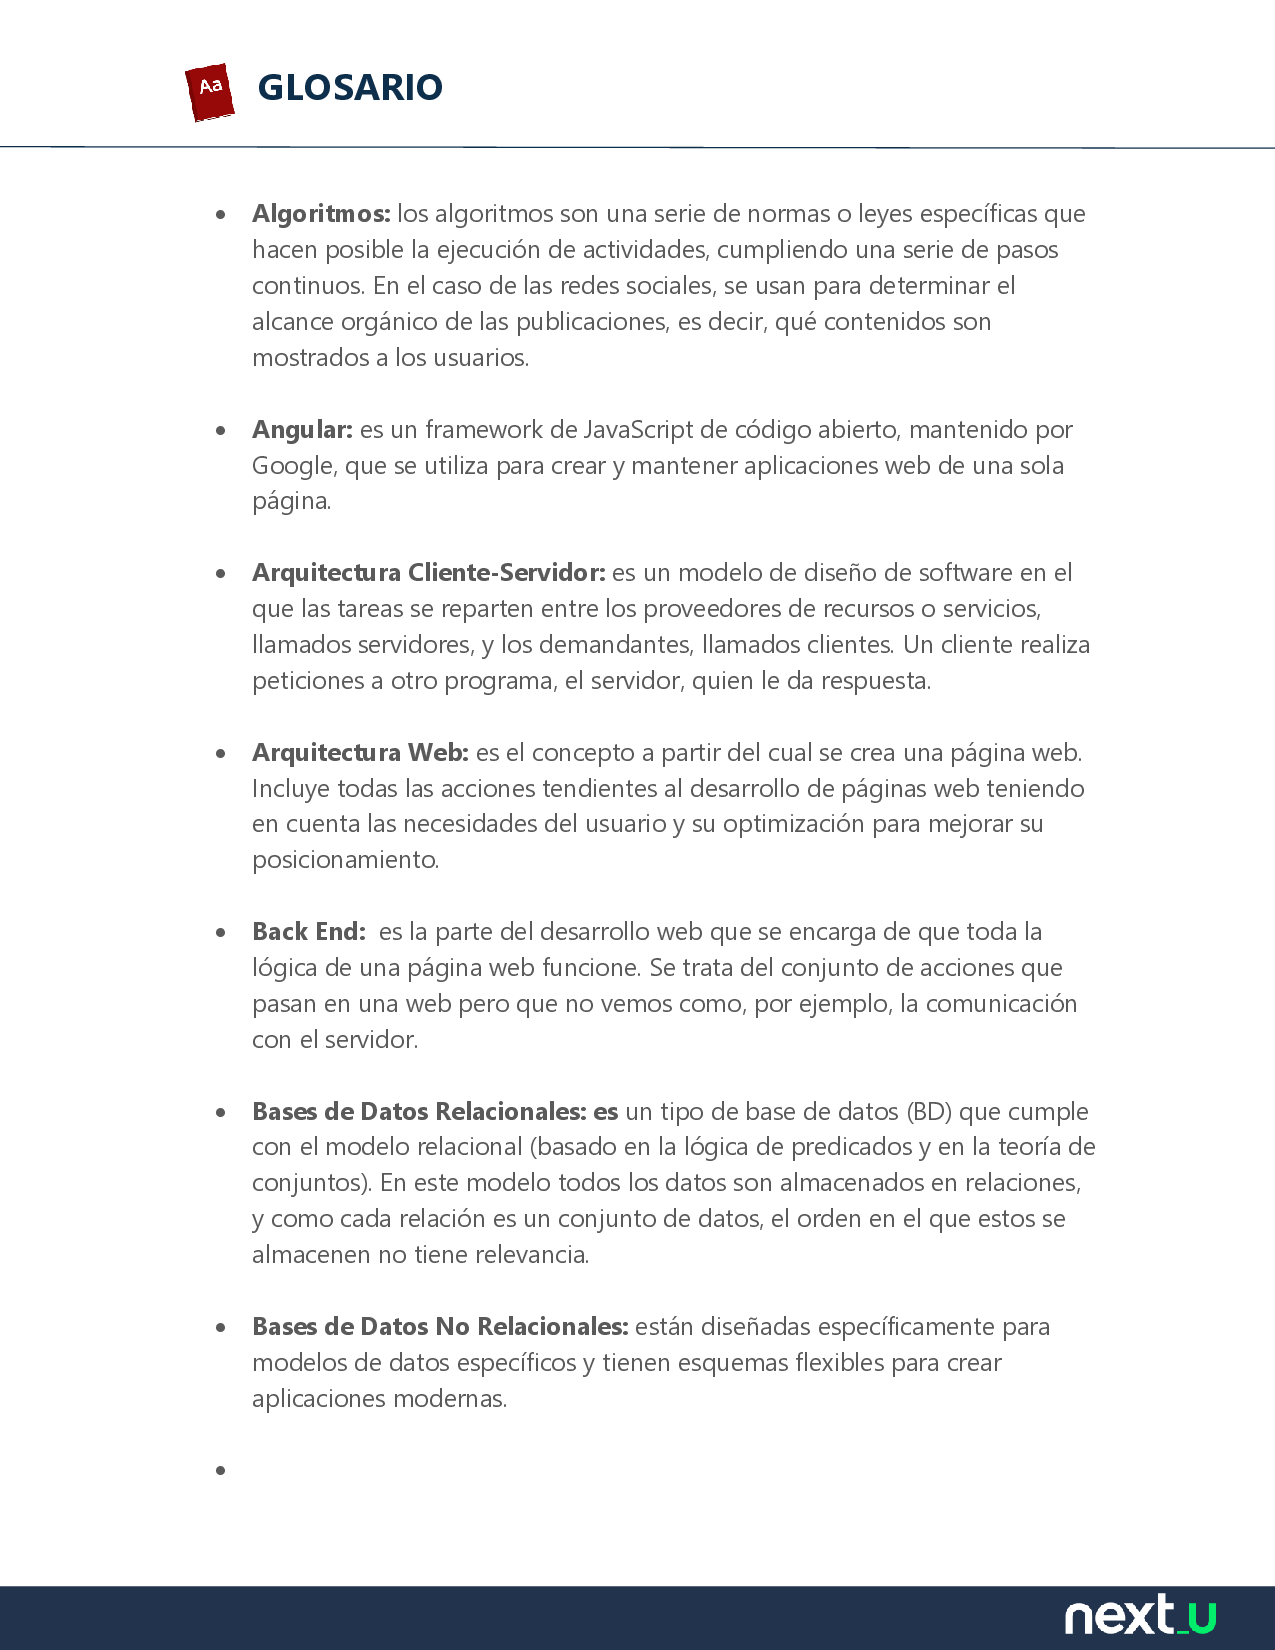 Aa GLOSARIO
• Algoritmos: los algoritmos son una serie de normas o leyes específicas que
hacen posible la ejecución de actividades, cumpliendo una serie de pasos
continuos. En el caso de las redes sociales, se usan para determinar el
alcance orgánico de las publicaciones, es decir, qué contenidos son
mostrados a los usuarios.
• Angular: es un framework de JavaScript de código abierto, mantenido por
Google, que se utiliza para crear y mantener aplicaciones web de una sola
página.
• Arquitectura Cliente-Servidor: es un modelo de diseño de software en el
que las tareas se reparten entre los proveedores de recursos o servicios,
llamados servidores, y los demandantes, llamados clientes. Un cliente realiza
peticiones a otro programa, el servidor, quien le da respuesta.
• Arquitectura Web: es el concepto a partir del cual se crea una página web.
Incluye todas las acciones tendientes al desarrollo de páginas web teniendo
en cuenta las necesidades del usuario y su optimización para mejorar su
posicionamiento.
• Back End:  es la parte del desarrollo web que se encarga de que toda la
lógica de una página web funcione. Se trata del conjunto de acciones que
pasan en una web pero que no vemos como, por ejemplo, la comunicación
con el servidor.
• Bases de Datos Relacionales: es un tipo de base de datos (BD) que cumple
con el modelo relacional (basado en la lógica de predicados y en la teoría de
conjuntos). En este modelo todos los datos son almacenados en relaciones,
y como cada relación es un conjunto de datos, el orden en el que estos se
almacenen no tiene relevancia.
• Bases de Datos No Relacionales: están diseñadas específicamente para
modelos de datos específicos y tienen esquemas flexibles para crear
aplicaciones modernas.
•
next_U